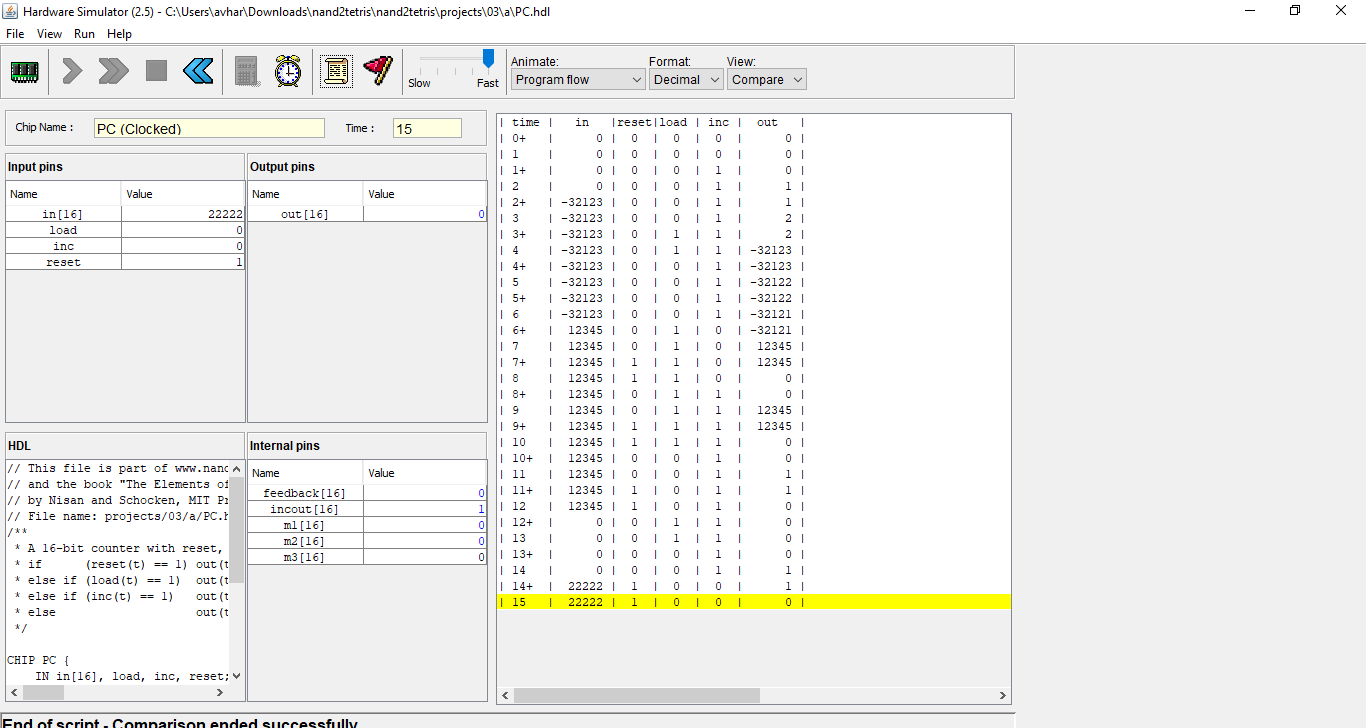 Hardware Simulator (2.5) - C:\Users\avhar\Downloads\nand2tetris\nand2tetris\projects\03\a\PC.hdl
File View Run Help
Slow Fast
Animate: Format: View:
Program flow Decimal Compare
Chip Name : PC (Clocked) Time : 15
Input pins
Name Value
in[16] 22222
load 0
inc 0
reset 1
Output pins
Name Value
out[16] 0
HDL
// This file is part of www.nanc
// and the book "The Elements of
// by Nisan and Schocken, MIT Pr
// File name: projects/03/a/PC.h
/**
* A 16-bit counter with reset,
* if (reset(t) == 1) out(t
* else if (load(t) == 1) out(t
* else if (inc(t) == 1) out(t
* else out(t
*/
CHIP PC {
IN in[16], load, inc, reset;
Internal pins
Name Value
feedback[16] 0
incout[16] 1
m1[16] 0
m2[16] 0
m3[16] 0
| time | in |reset|load | inc | out |
| 0+ | 0 | 0 | 0 | 0 | 0 |
| 1 | 0 | 0 | 0 | 0 | 0 |
| 1+ | 0 | 0 | 0 | 1 | 0 |
| 2 | 0 | 0 | 0 | 1 | 1 |
| 2+ | -32123 | 0 | 0 | 1 | 1 |
| 3 | -32123 | 0 | 0 | 1 | 2 |
| 3+ | -32123 | 0 | 1 | 1 | 2 |
| 4 | -32123 | 0 | 1 | 1 | -32123 |
| 4+ | -32123 | 0 | 0 | 1 | -32123 |
| 5 | -32123 | 0 | 0 | 1 | -32122 |
| 5+ | -32123 | 0 | 0 | 1 | -32122 |
| 6 | -32123 | 0 | 0 | 1 | -32121 |
| 6+ | 12345 | 0 | 1 | 0 | -32121 |
| 7 | 12345 | 0 | 1 | 0 | 12345 |
| 7+ | 12345 | 1 | 1 | 0 | 12345 |
| 8 | 12345 | 1 | 1 | 0 | 0 |
| 8+ | 12345 | 0 | 1 | 1 | 0 |
| 9 | 12345 | 0 | 1 | 1 | 12345 |
| 9+ | 12345 | 1 | 1 | 1 | 12345 |
| 10 | 12345 | 1 | 1 | 1 | 0 |
| 10+ | 12345 | 0 | 0 | 1 | 0 |
| 11 | 12345 | 0 | 0 | 1 | 1 |
| 11+ | 12345 | 1 | 0 | 1 | 1 |
| 12 | 12345 | 1 | 0 | 1 | 0 |
| 12+ | 0 | 0 | 1 | 1 | 0 |
| 13 | 0 | 0 | 1 | 1 | 0 |
| 13+ | 0 | 0 | 0 | 1 | 0 |
| 14 | 0 | 0 | 0 | 1 | 1 |
| 14+ | 22222 | 1 | 0 | 0 | 1 |
| 15 | 22222 | 1 | 0 | 0 | 0 |
End of script - Comparison ended successfully